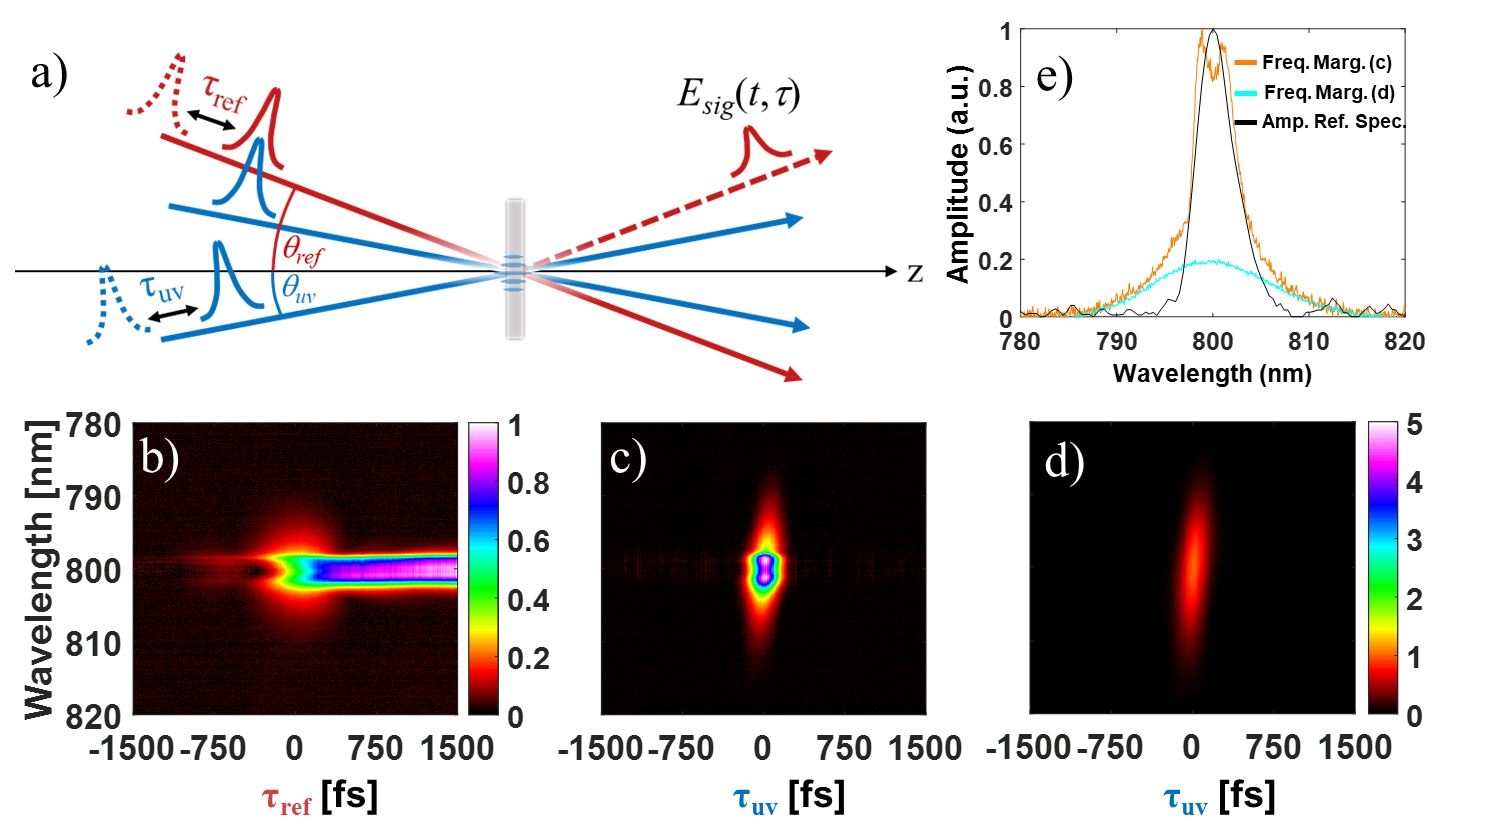 a)
τref
τuv
θref
θuv
Esig(t,τ)
z
e)
Amplitude (a.u.)
1
0.8
0.6
0.4
0.2
0
780 790 800 810 820
Wavelength (nm)
Freq. Marg. (c)
Freq. Marg. (d)
Amp. Ref. Spec.
b)
Wavelength [nm]
780
790
800
810
820
-1500 -750 0 750 1500
τref [fs]
1
0.8
0.6
0.4
0.2
0
c)
-1500 -750 0 750 1500
τuv [fs]
d)
-1500 -750 0 750 1500
τuv [fs]
5
4
3
2
1
0